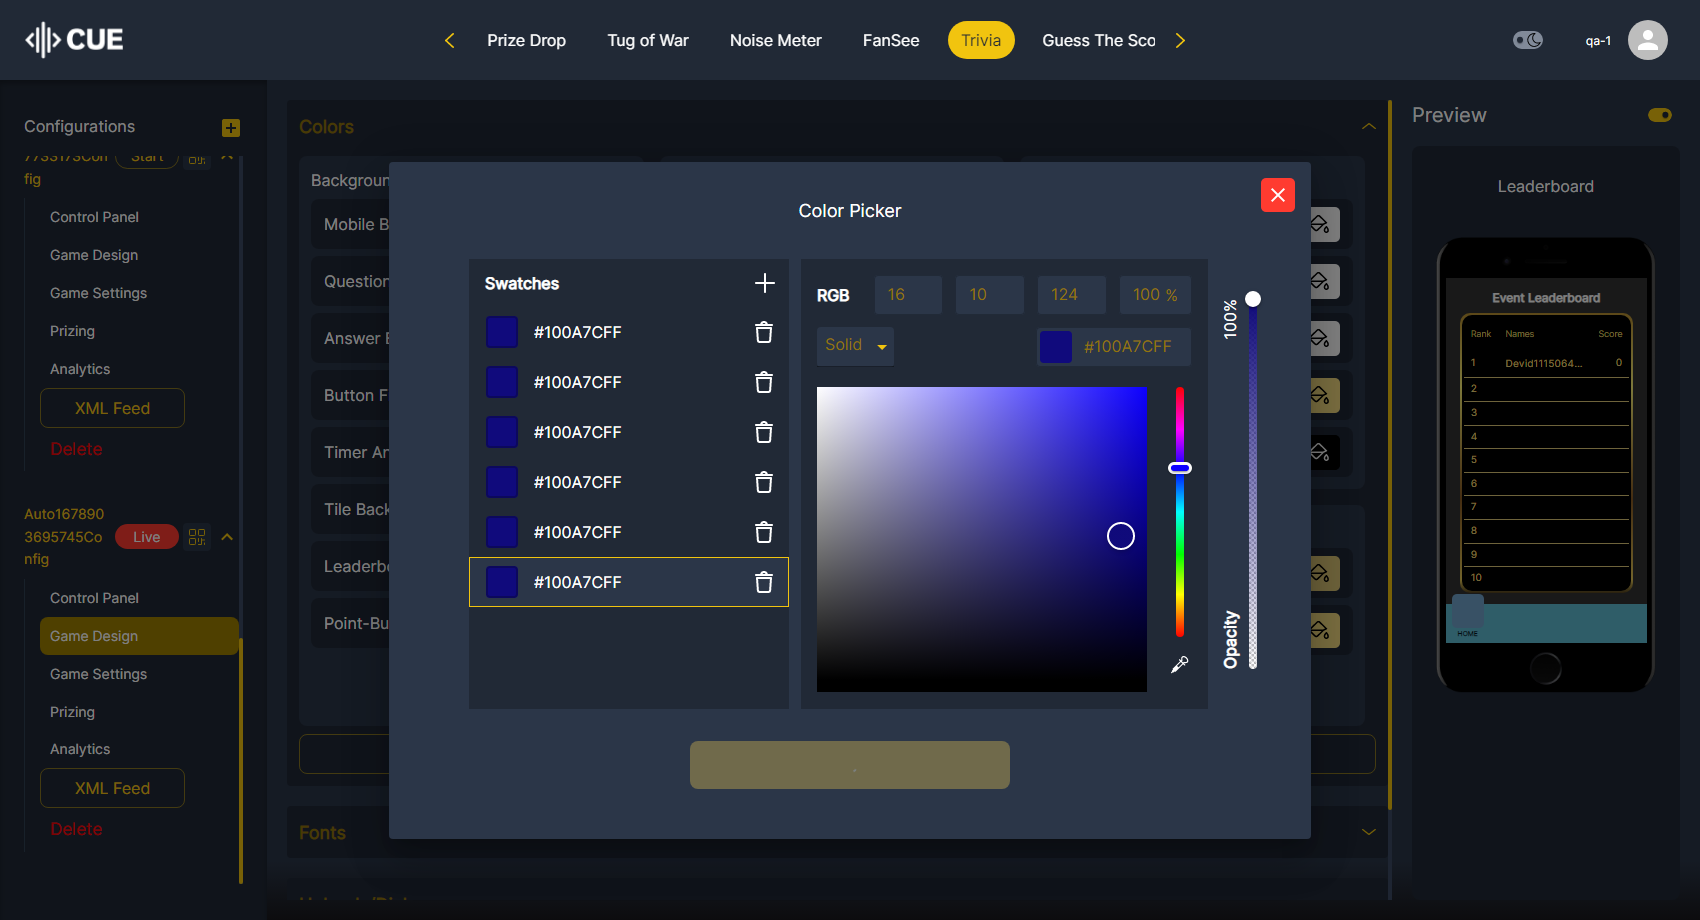 CUE
Prize Drop
Tug of War
Noise Meter
FanSee
Trivia
Guess The Sco
qa-1
Configurations
Start
fig
Control Panel
Game Design
Game Settings
Prizing
Analytics
XML Feed
Delete
Auto167890
3695745Co
nfig
Live
Control Panel
Game Design
Game Settings
Prizing
Analytics
XML Feed
Delete
Colors
Backgroun
Mobile B
Question
Answer
Button F
Timer An
Tile Back
Leaderb
Point-Bu
Fonts
Color Picker
Swatches
#100A7CFF
#100A7CFF
#100A7CFF
#100A7CFF
#100A7CFF
#100A7CFF
RGB
16
10
124
100 %
Solid
#100A7CFF
100%
Opacity
Preview
Leaderboard
Event Leaderboard
Rank Names Score
1 Devid1115064... 0
2
3
4
5
6
7
8
9
10
HOME